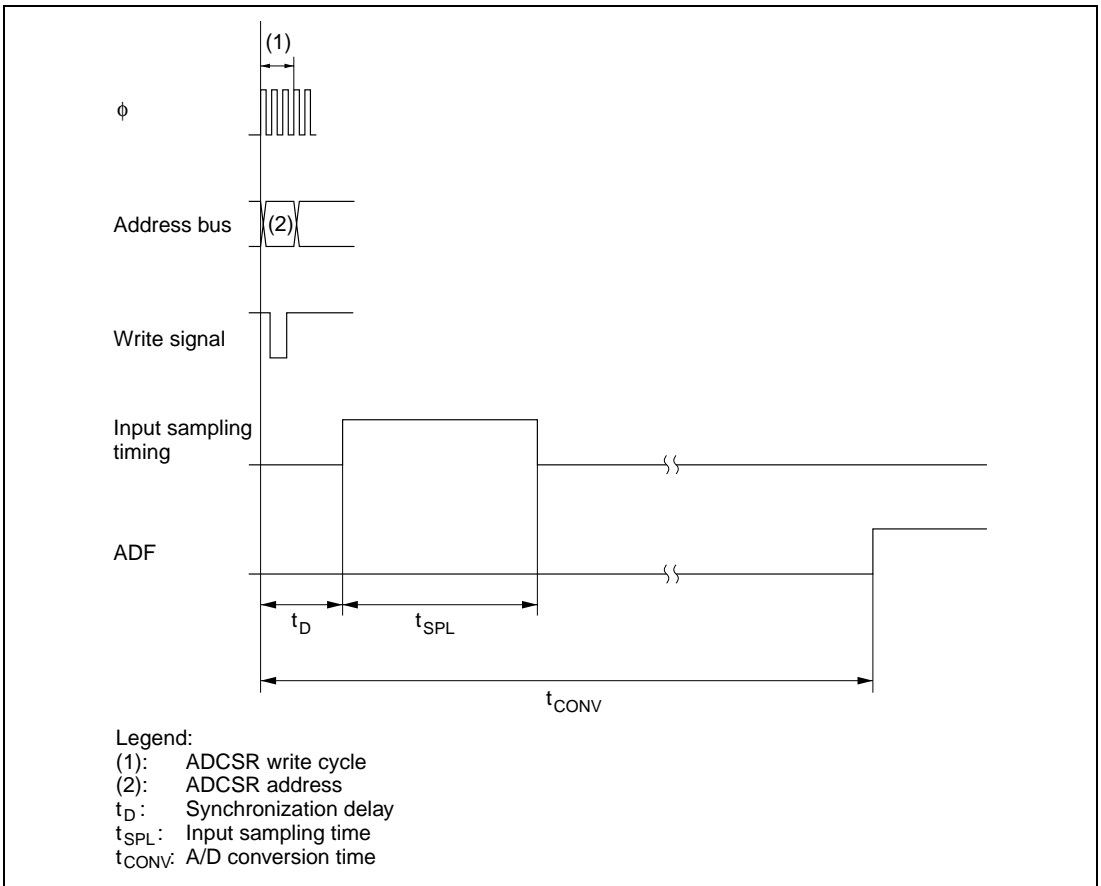 (1)
ϕ
Address bus
(2)
Write signal
Input sampling
timing
ADF
tD
tSPL
tCONV
Legend:
(1): ADCSR write cycle
(2): ADCSR address
tD : Synchronization delay
tSPL : Input sampling time
tCONV: A/D conversion time